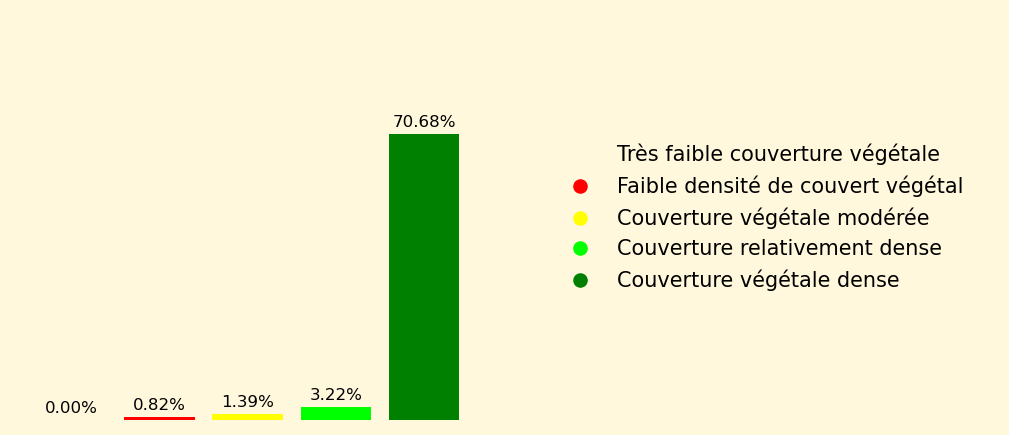 70.68%
0.00%
0.82%
1.39%
3.22%
Très faible couverture végétale
Faible densité de couvert végétal
Couverture végétale modérée
Couverture relativement dense
Couverture végétale dense